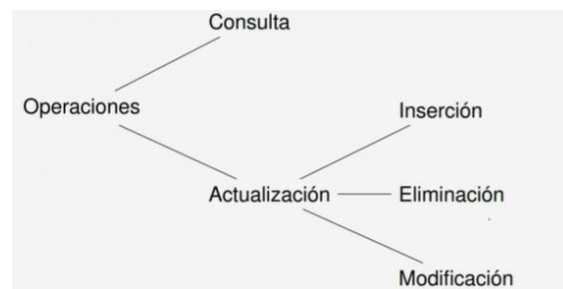 Consulta
Operaciones
Inserción
Actualización
Eliminación
Modificación